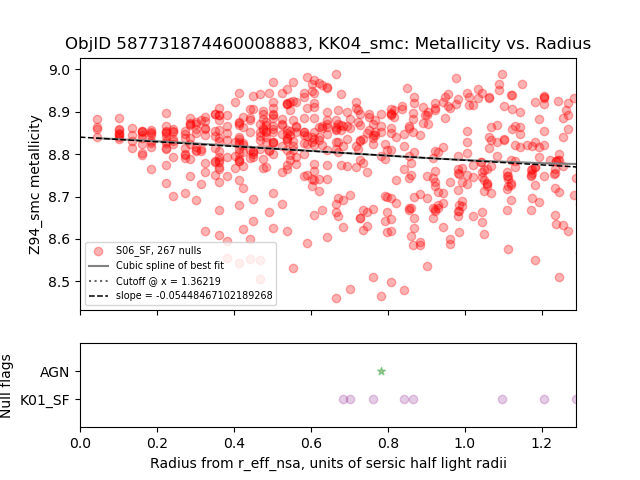 ObjID 587731874460008883, KK04_smc: Metallicity vs. Radius
Z94_smc metallicity
9.0
8.9
8.8
8.7
8.6
8.5
S06_SF, 267 nulls
Cubic spline of best fit
Cutoff @ x = 1.36219
slope = -0.05448467102189268
Null flags
AGN
K01_SF
0.0 0.2 0.4 0.6 0.8 1.0 1.2
Radius from r_eff_nsa, units of sersic half light radii